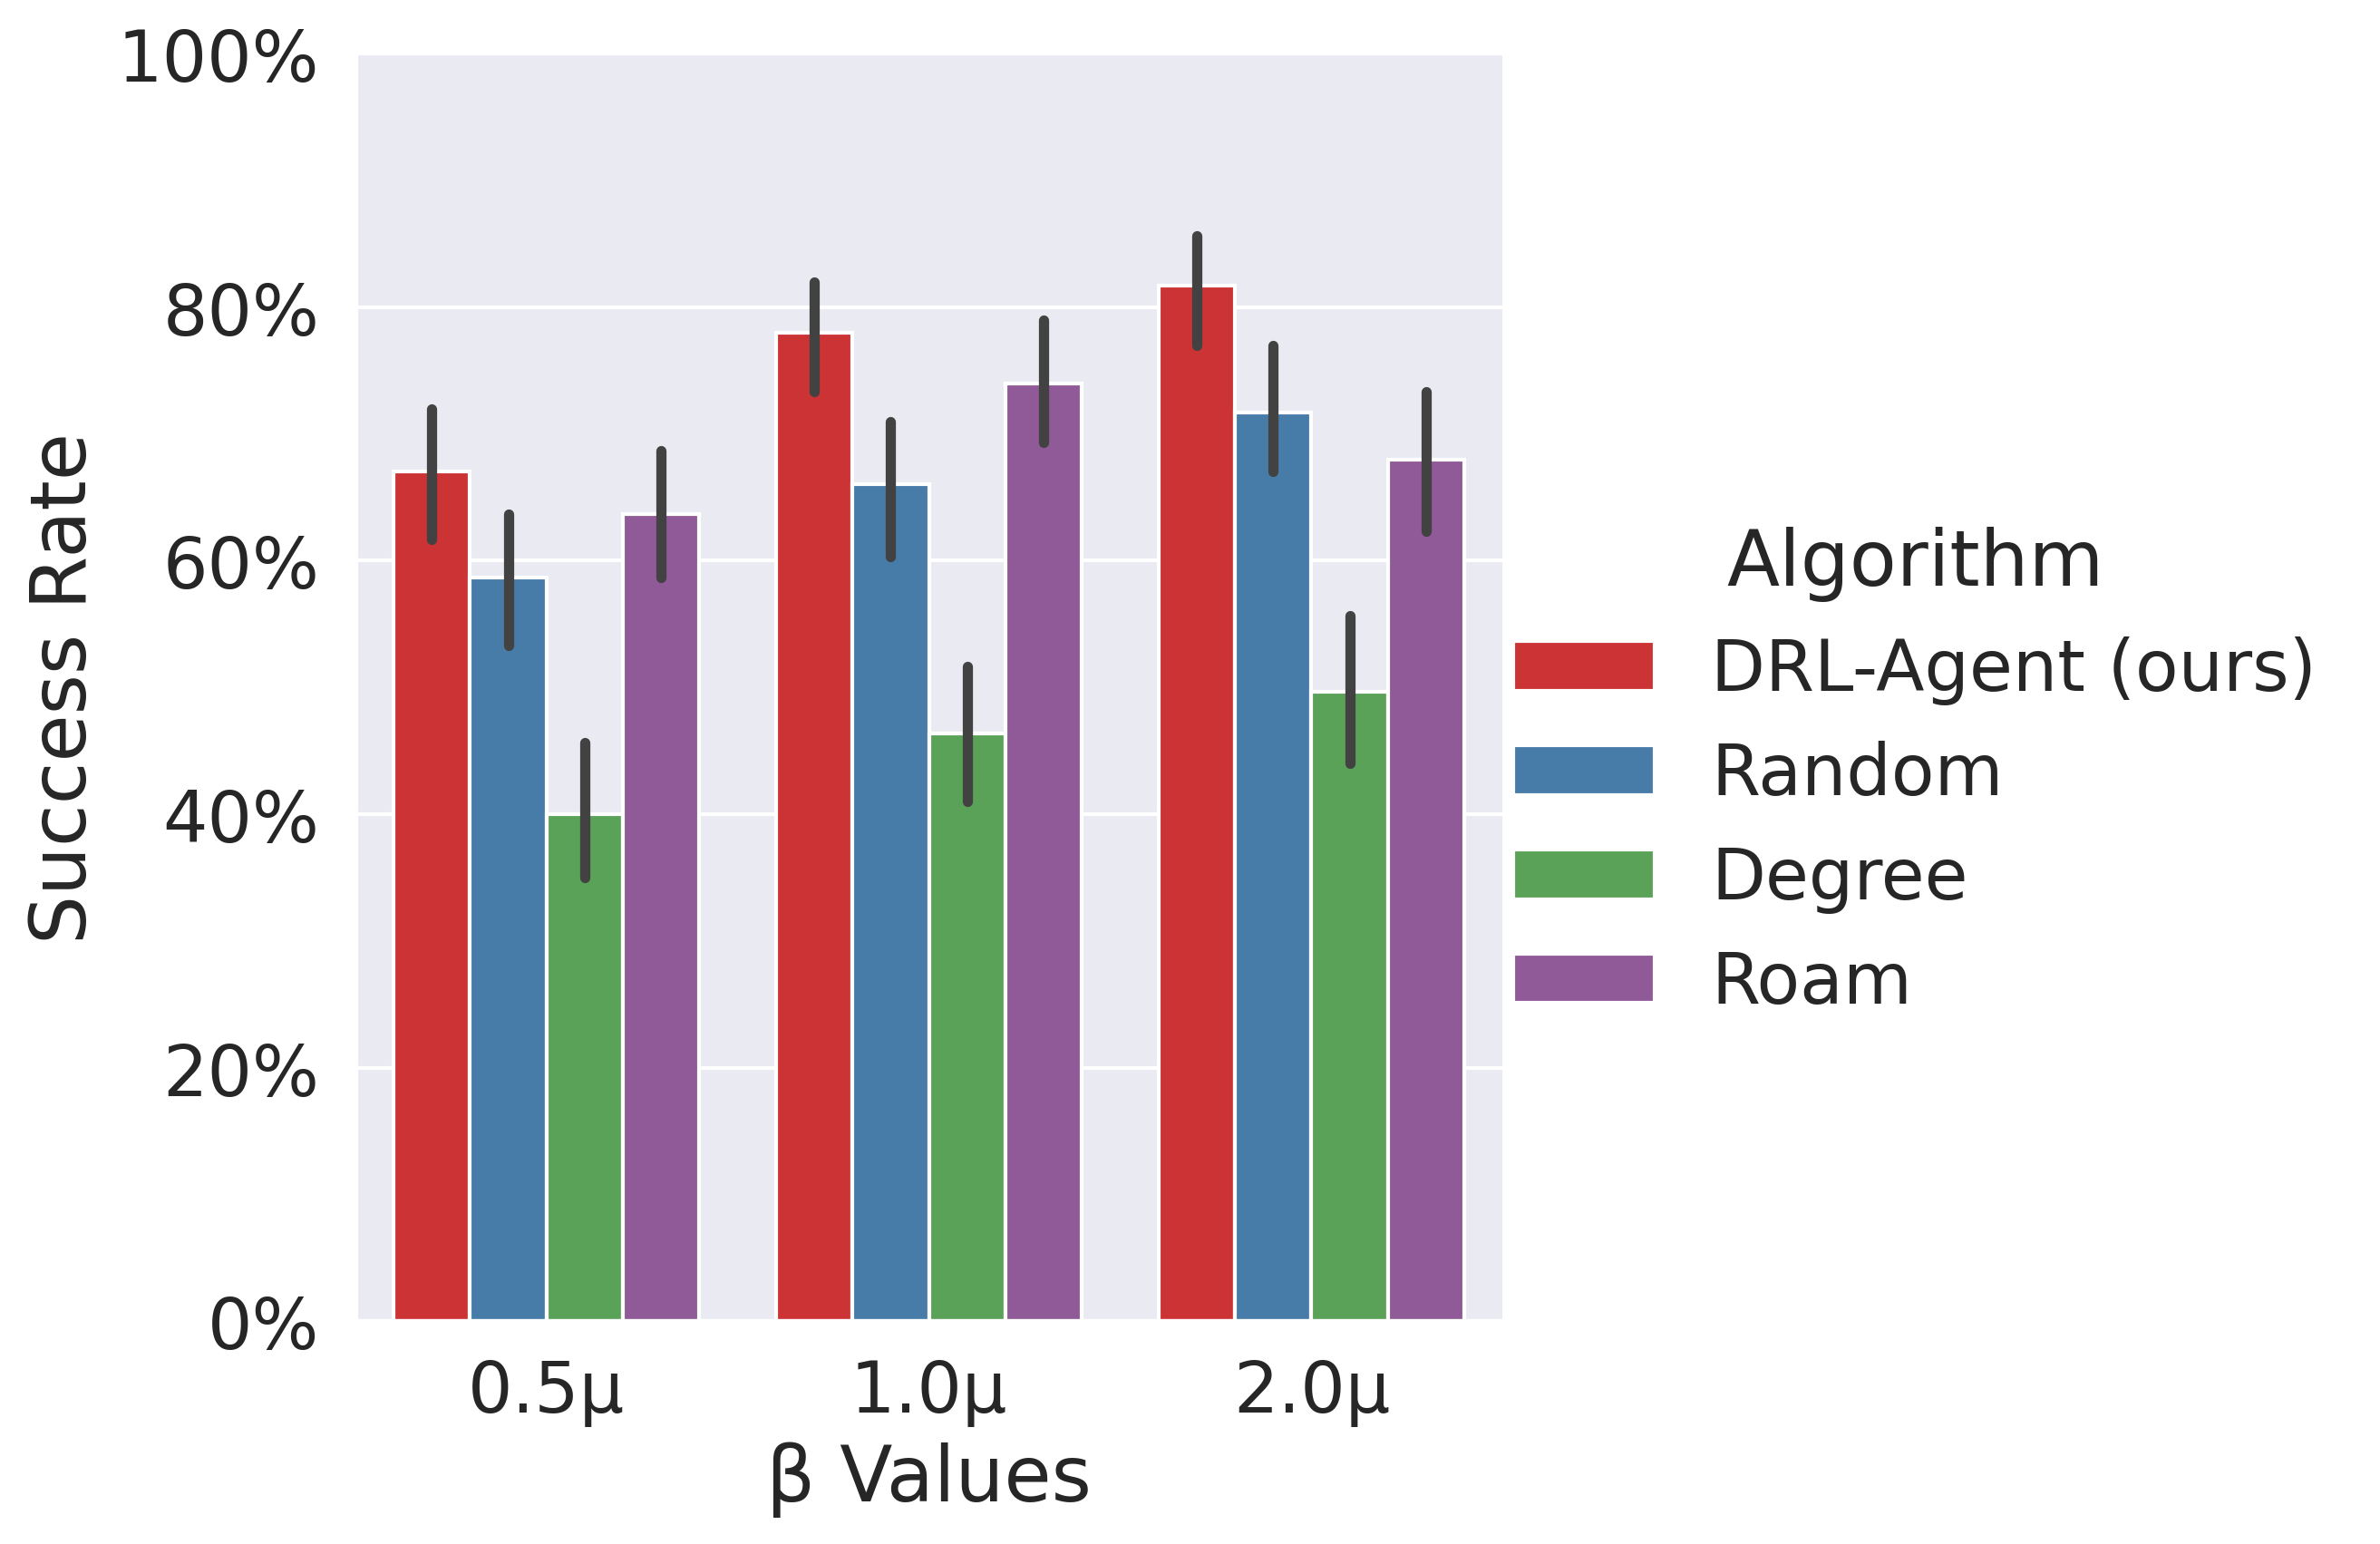 100%
80%
60%
40%
20%
0%
Success Rate
0.5μ 1.0μ 2.0μ
β Values
Algorithm
DRL-Agent (ours)
Random
Degree
Roam